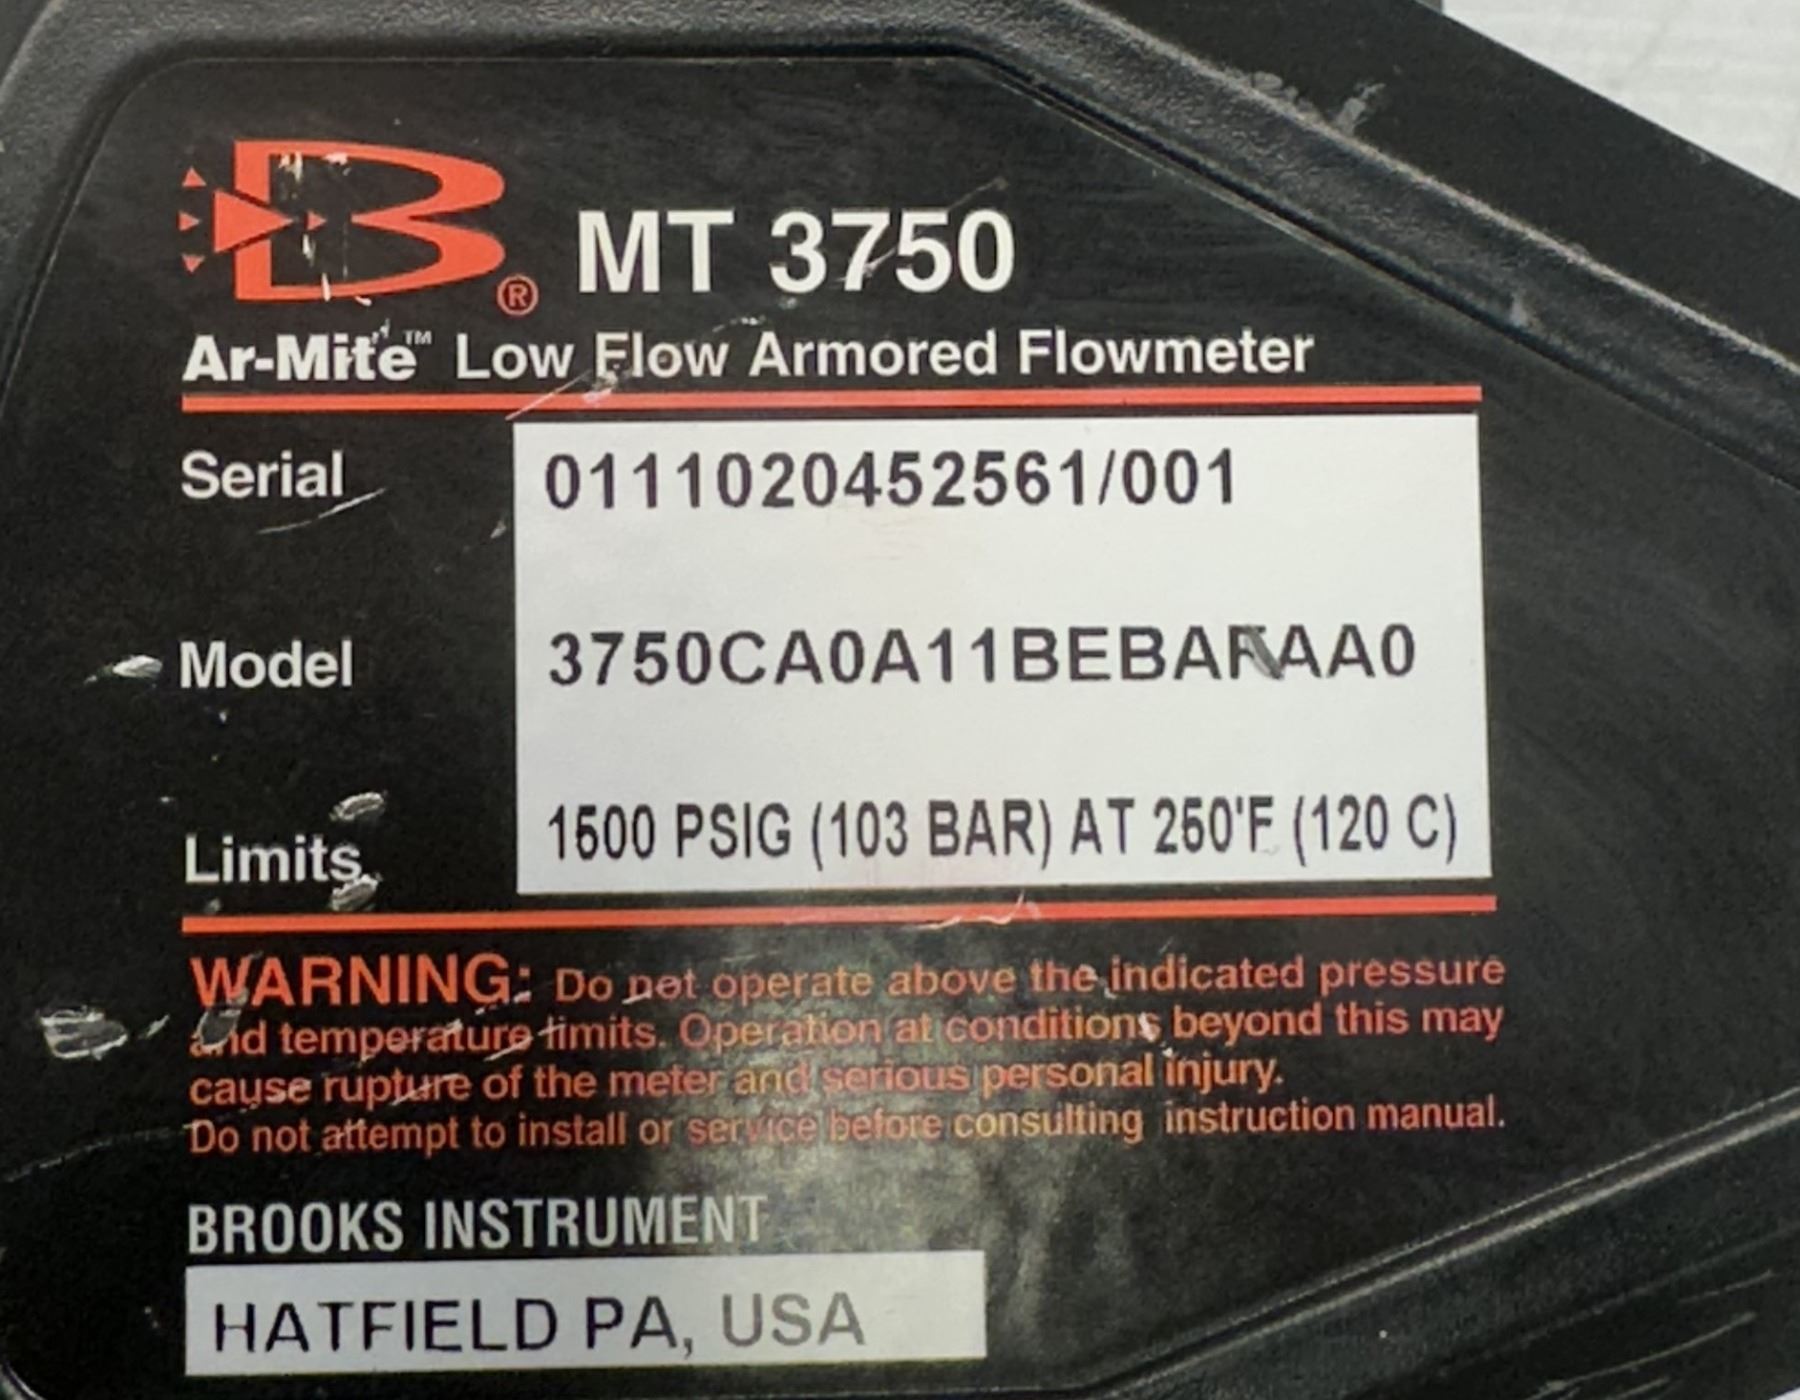 B® MT 3750
Ar-Mite™ Low Flow Armored Flowmeter
Serial 0111020452561/001
Model
Limits 1500 PSIG (103 BAR) AT 250'F (120 C)
WARNING: Do not operate above the indicated pressure
and temperature limits. Operation at conditions beyond this may
cause rupture of the meter and serious personal injury.
Do not attempt to install or service before consulting instruction manual.
BROOKS INSTRUMENT
HATFIELD PA, USA